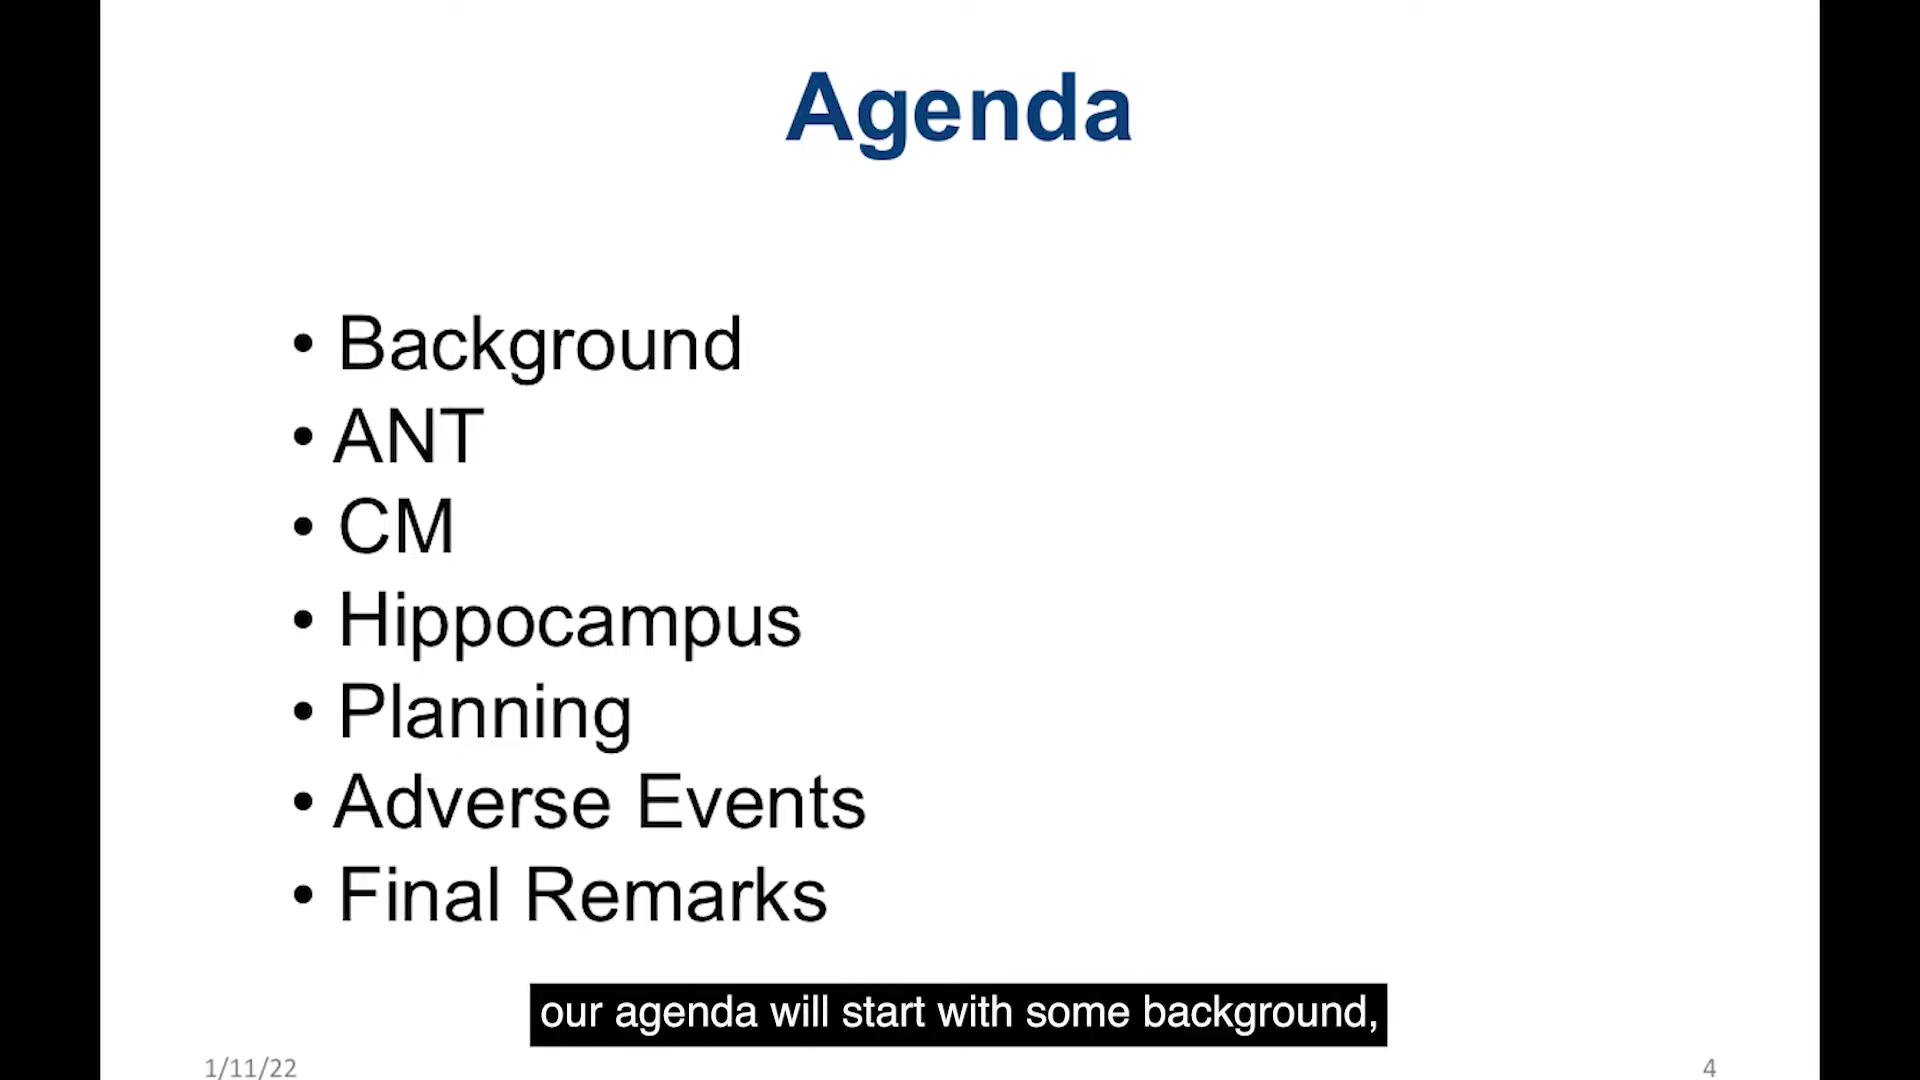 Agenda
• Background
• ANT
• CM
• Hippocampus
• Planning
• Adverse Events
• Final Remarks
our agenda will start with some background,
1/11/22
4